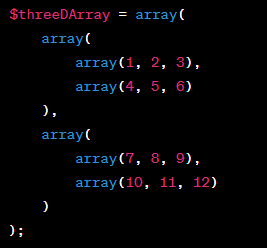 $threeDArray = array(
    array(
        array(1, 2, 3),
        array(4, 5, 6)
    ),
    array(
        array(7, 8, 9),
        array(10, 11, 12)
    )
);